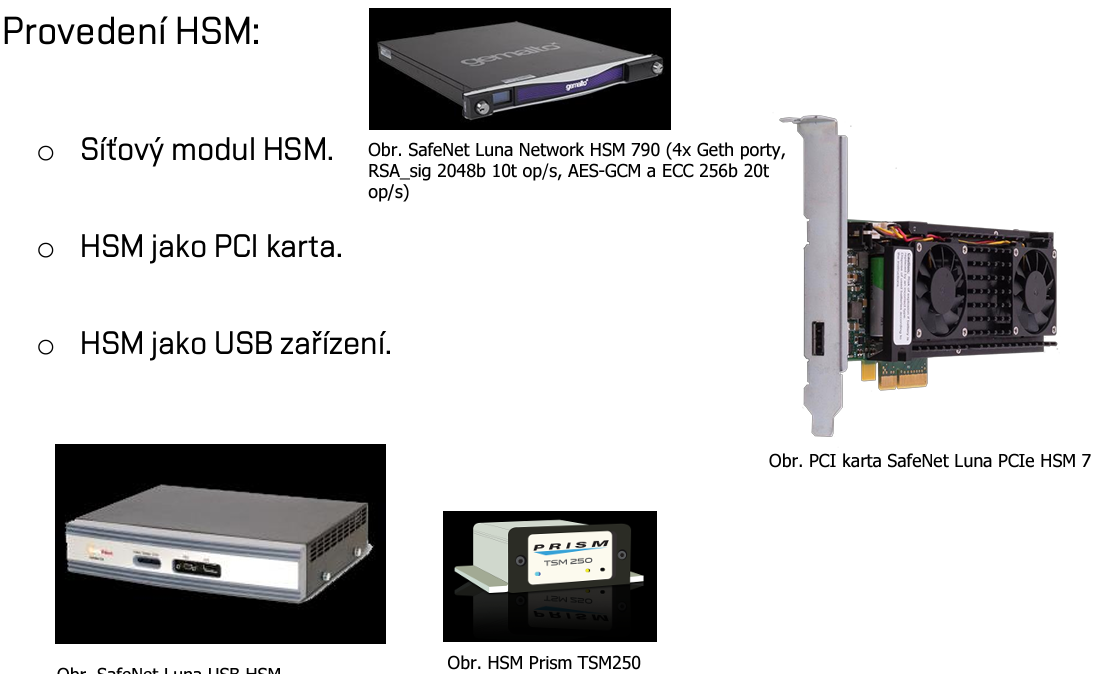 Provedení HSM:
gemalto
gemalto
Síťový modul HSM.
Obr. SafeNet Luna Network HSM 790 (4x Geth porty,
RSA_sig 2048b 10t op/s, AES-GCM a ECC 256b 20t
op/s)
HSM jako PCI karta.
HSM jako USB zařízení.
Obr. PCI karta SafeNet Luna PCIe HSM 7
PRISM
TSM 250
Obr. SafeNet Luna USB HSM
Obr. HSM Prism TSM250